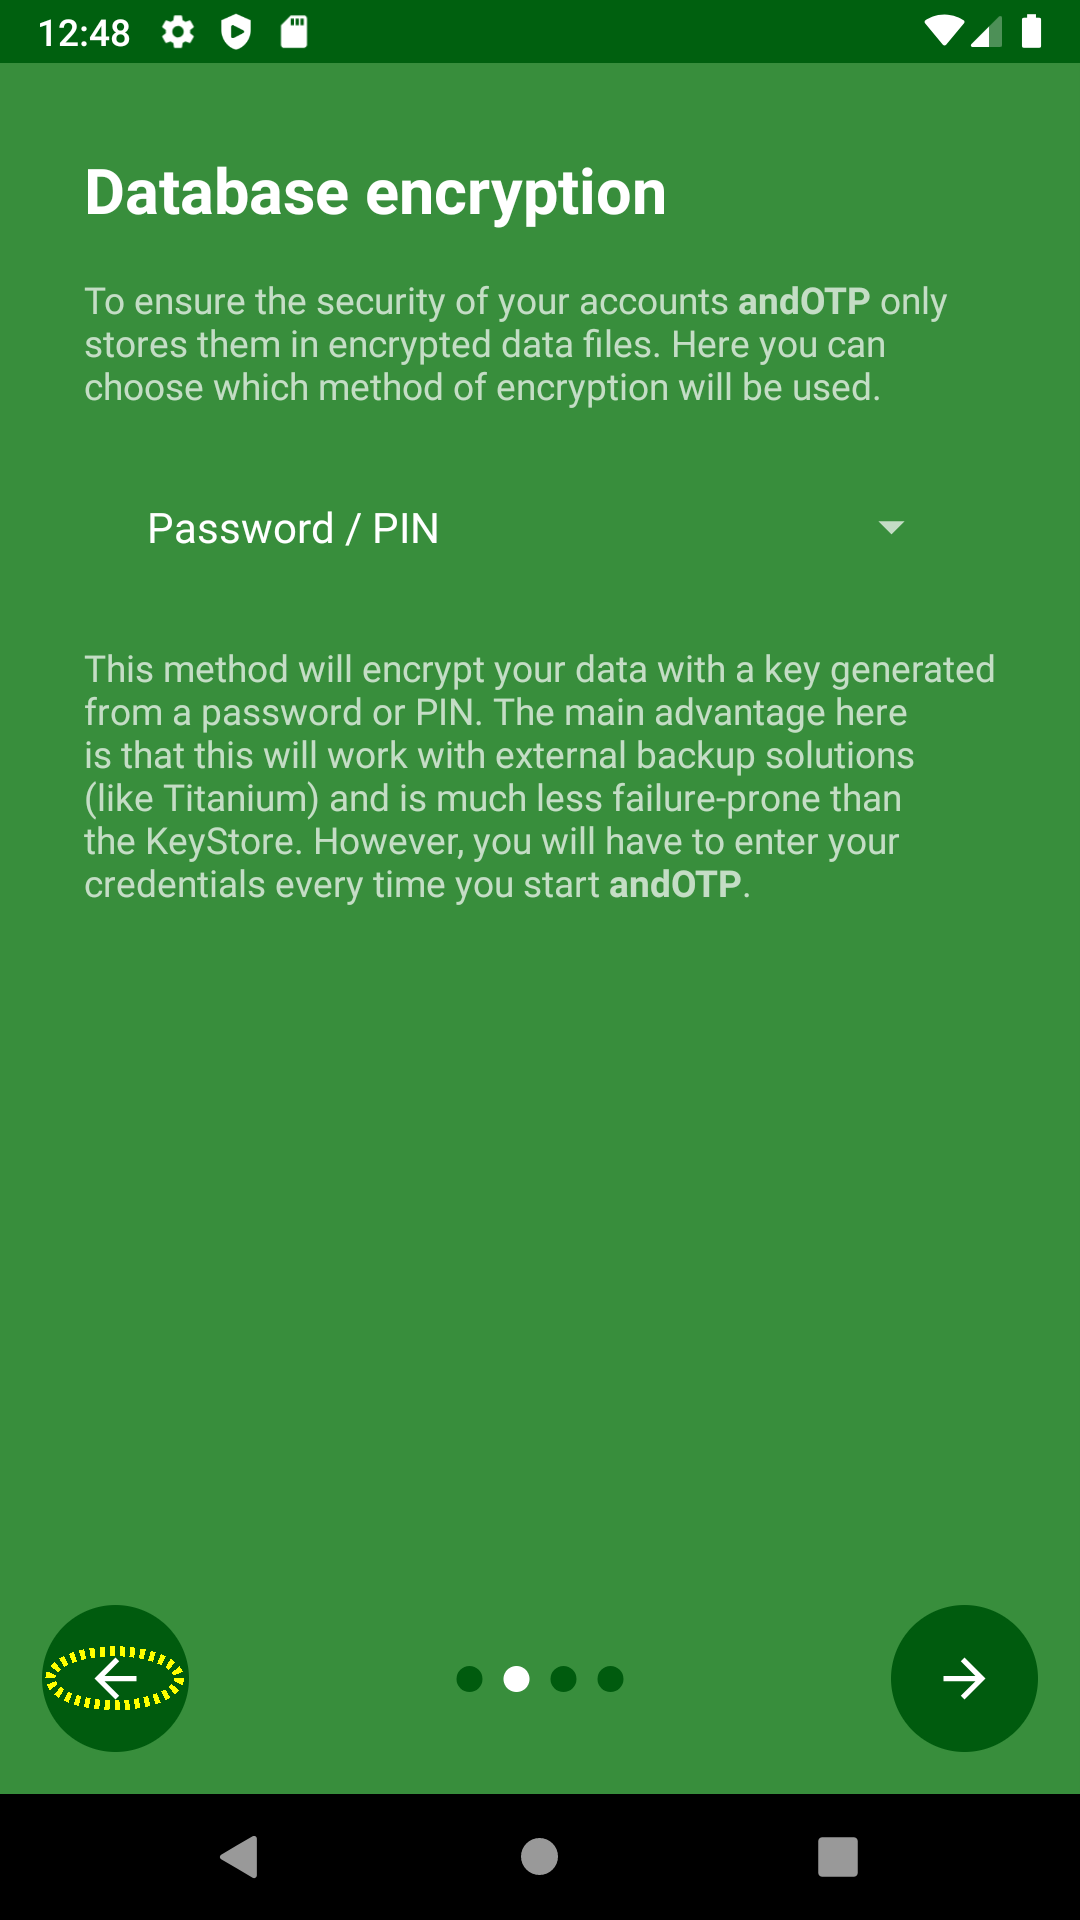 12:48
Database encryption
To ensure the security of your accounts andOTP only
stores them in encrypted data files. Here you can
choose which method of encryption will be used.
Password / PIN
This method will encrypt your data with a key generated
from a password or PIN. The main advantage here
is that this will work with external backup solutions
(like Titanium) and is much less failure-prone than
the KeyStore. However, you will have to enter your
credentials every time you start andOTP.